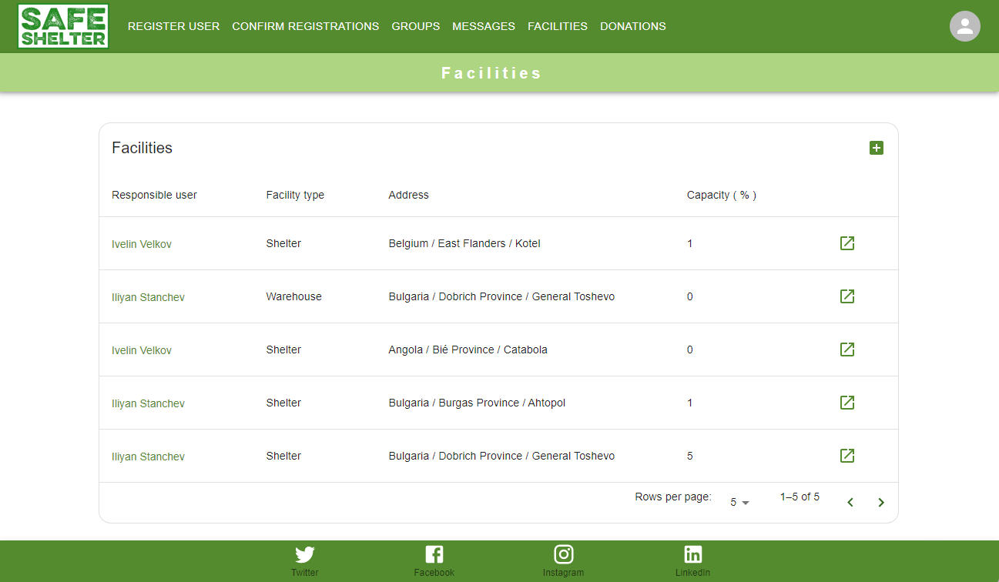 SAFE
SHELTER
REGISTER USER CONFIRM REGISTRATIONS GROUPS MESSAGES FACILITIES DONATIONS
Facilities
Facilities
Responsible user Facility type Address Capacity ( % )
Ivelin Velkov Shelter Belgium / East Flanders / Kotel 1
Iliyan Stanchev Warehouse Bulgaria / Dobrich Province / General Toshevo 0
Ivelin Velkov Shelter Angola / Bié Province / Catabola 0
Iliyan Stanchev Shelter Bulgaria / Burgas Province / Ahtopol 1
Iliyan Stanchev Shelter Bulgaria / Dobrich Province / General Toshevo 5
Rows per page: 5 1–5 of 5
Twitter Facebook Instagram LinkedIn